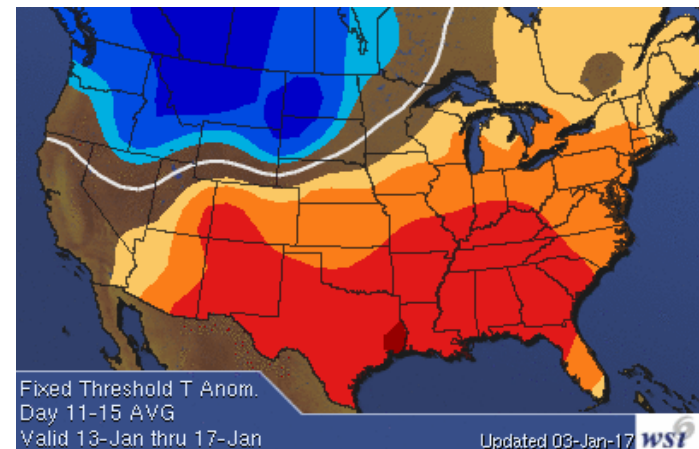 Fixed Threshold T Anom.
Day 11-15 AVG
Valid 13-Jan thru 17-Jan
Updated 03-Jan-17
wsi